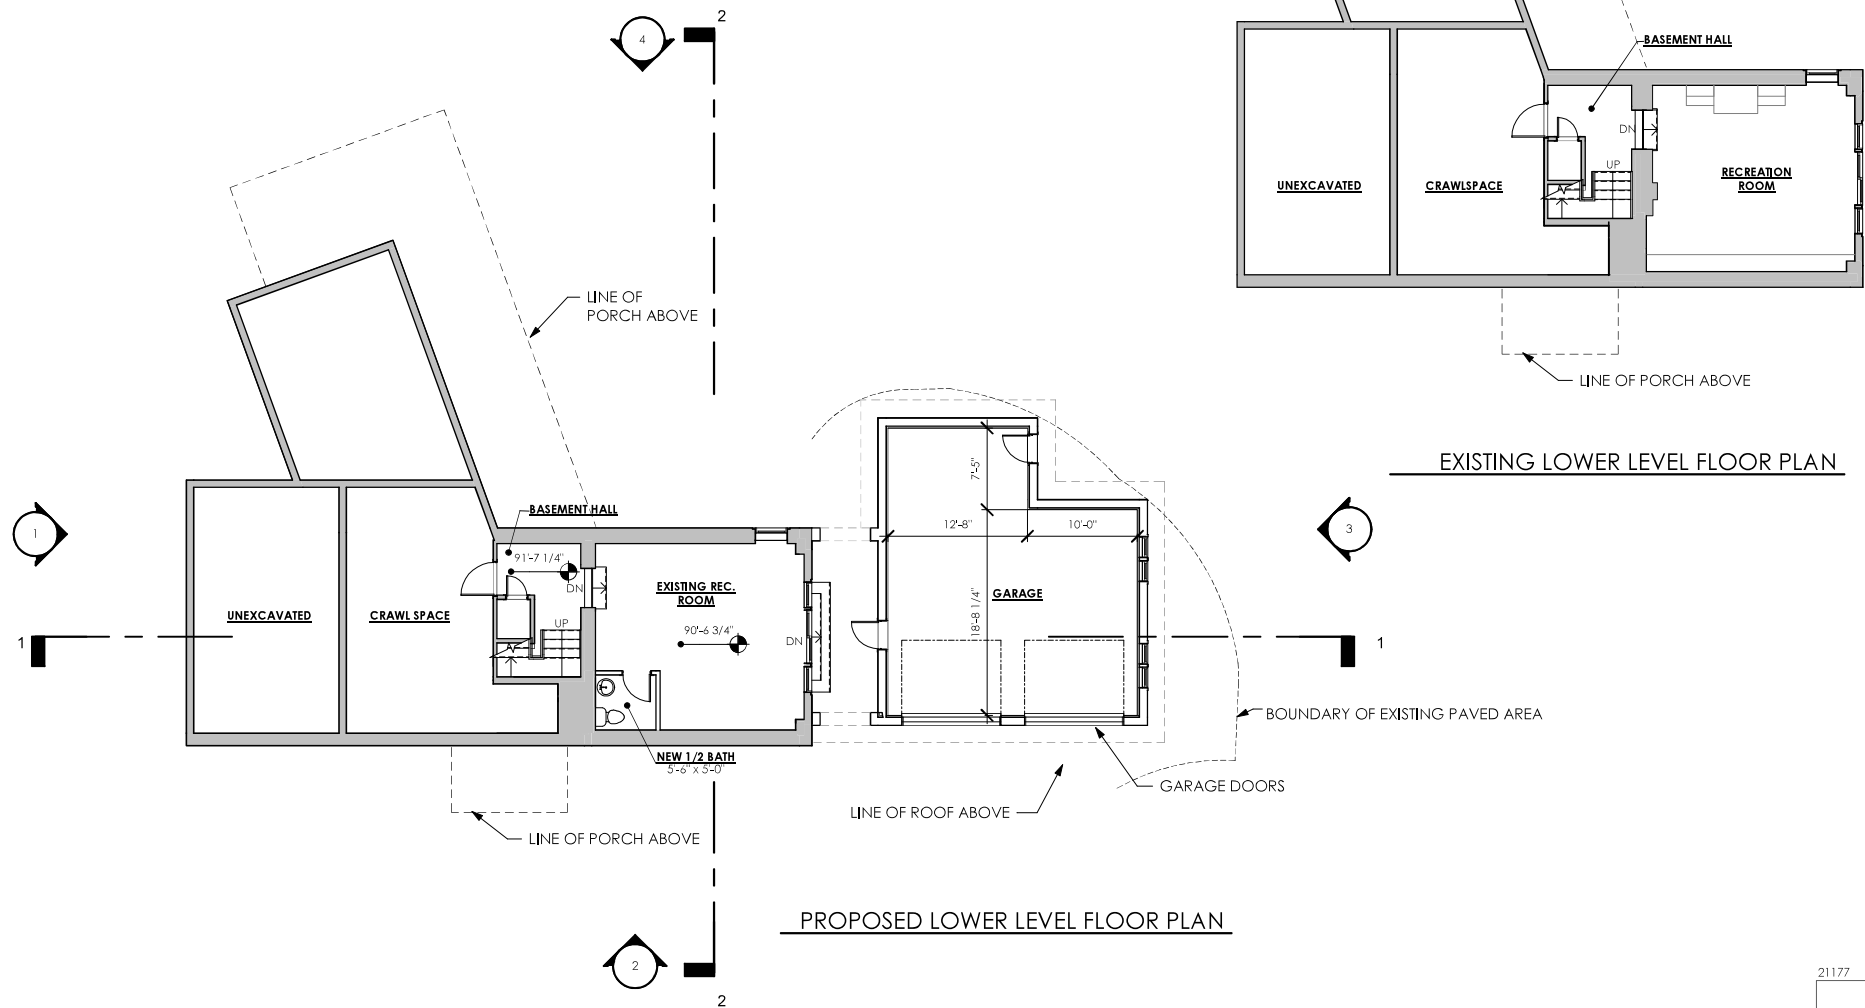 2
4
BASEMENT HALL
DN
UP
UNEXCAVATED
CRAWLSPACE
RECREATION
ROOM
LINE OF PORCH ABOVE
EXISTING LOWER LEVEL FLOOR PLAN
LINE OF
PORCH ABOVE
BASEMENT HALL
91'-7 1/4"
DN
UP
UNEXCAVATED
CRAWL SPACE
EXISTING REC.
ROOM
90'-6 3/4"
DN
NEW 1/2 BATH
5'-6" x 5'-0"
7'-5"
12'-8"
10'-0"
18'-8 1/4"
GARAGE
1
1
3
1
BOUNDARY OF EXISTING PAVED AREA
GARAGE DOORS
LINE OF ROOF ABOVE
LINE OF PORCH ABOVE
PROPOSED LOWER LEVEL FLOOR PLAN
2
2
21177